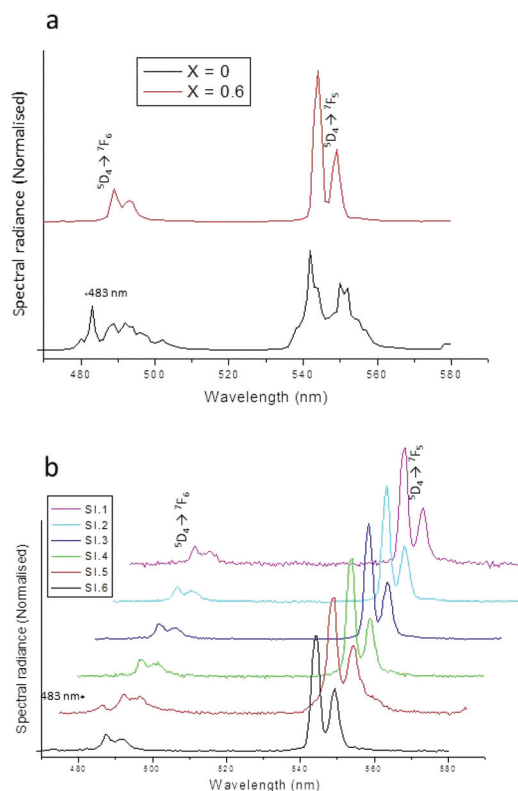 a
X = 0
X = 0.6
⁵D₄→⁷F₆
⁵D₄→⁷F₅
Spectral radiance (Normalised)
*483 nm
480 500 520 540 560 580
Wavelength (nm)
b
SI.1
SI.2
SI.3
SI.4
SI.5
SI.6
⁵D₄→⁷F₆
⁵D₄→⁷F₅
Spectral radiance (Normalised)
483 nm*
480 500 520 540 560 580
Wavelength (nm)